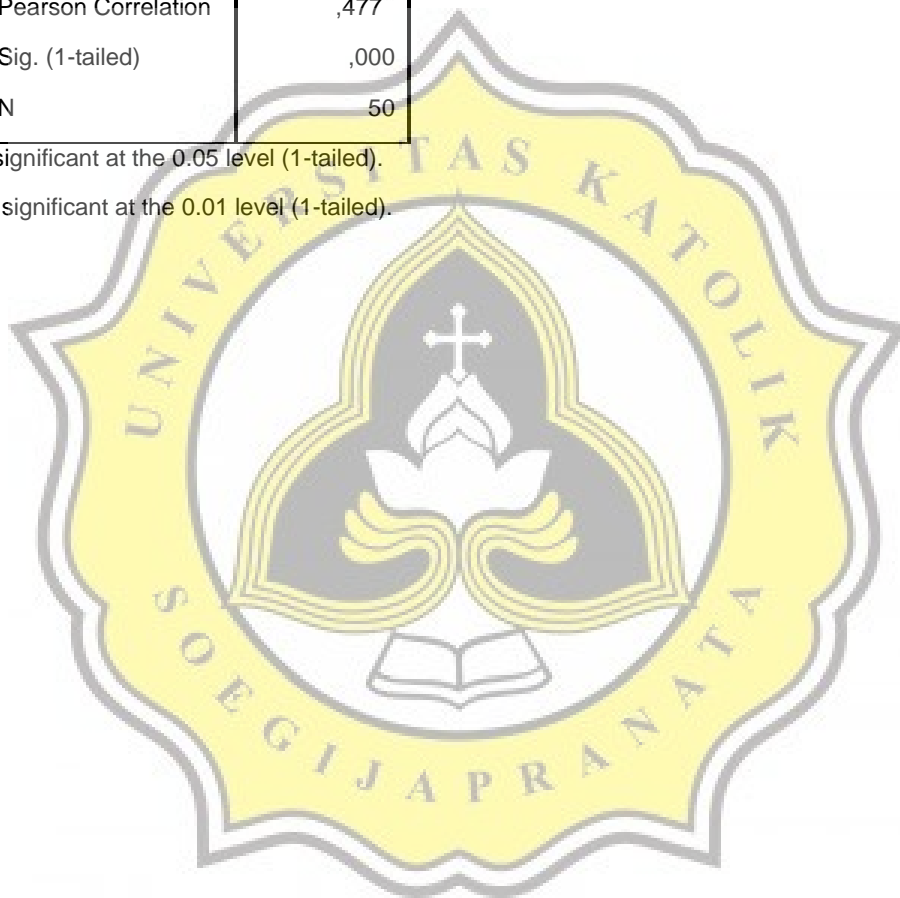 Pearson Correlation ,477
Sig. (1-tailed) ,000
N 50
significant at the 0.05 level (1-tailed).
significant at the 0.01 level (1-tailed).
UNIVERSITAS KATOLIK
SOEGIJAPRANATA